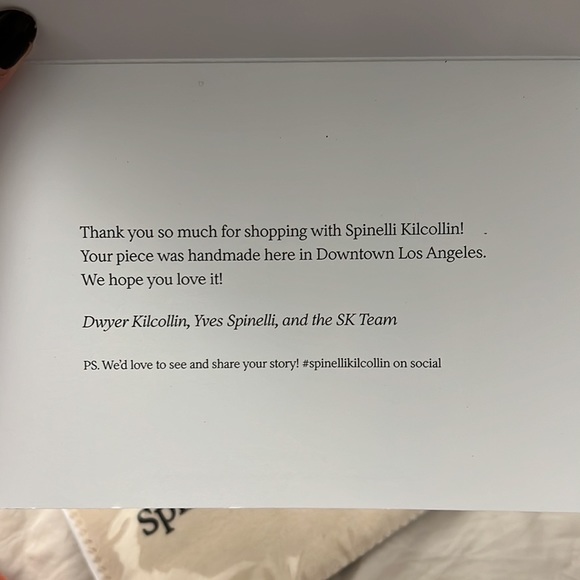 Thank you so much for shopping with Spinelli Kilcollin!
Your piece was handmade here in Downtown Los Angeles.
We hope you love it!
Dwyer Kilcollin, Yves Spinelli, and the SK Team
PS. We'd love to see and share your story! #spinellikilcollin on social